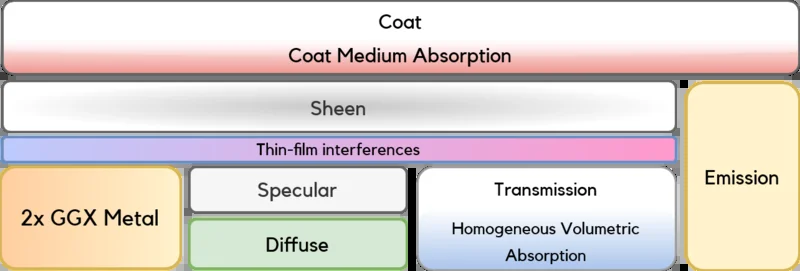 Coat
Coat Medium Absorption
Sheen
Thin-film interferences
2x GGX Metal
Specular
Diffuse
Transmission
Homogeneous Volumetric
Absorption
Emission